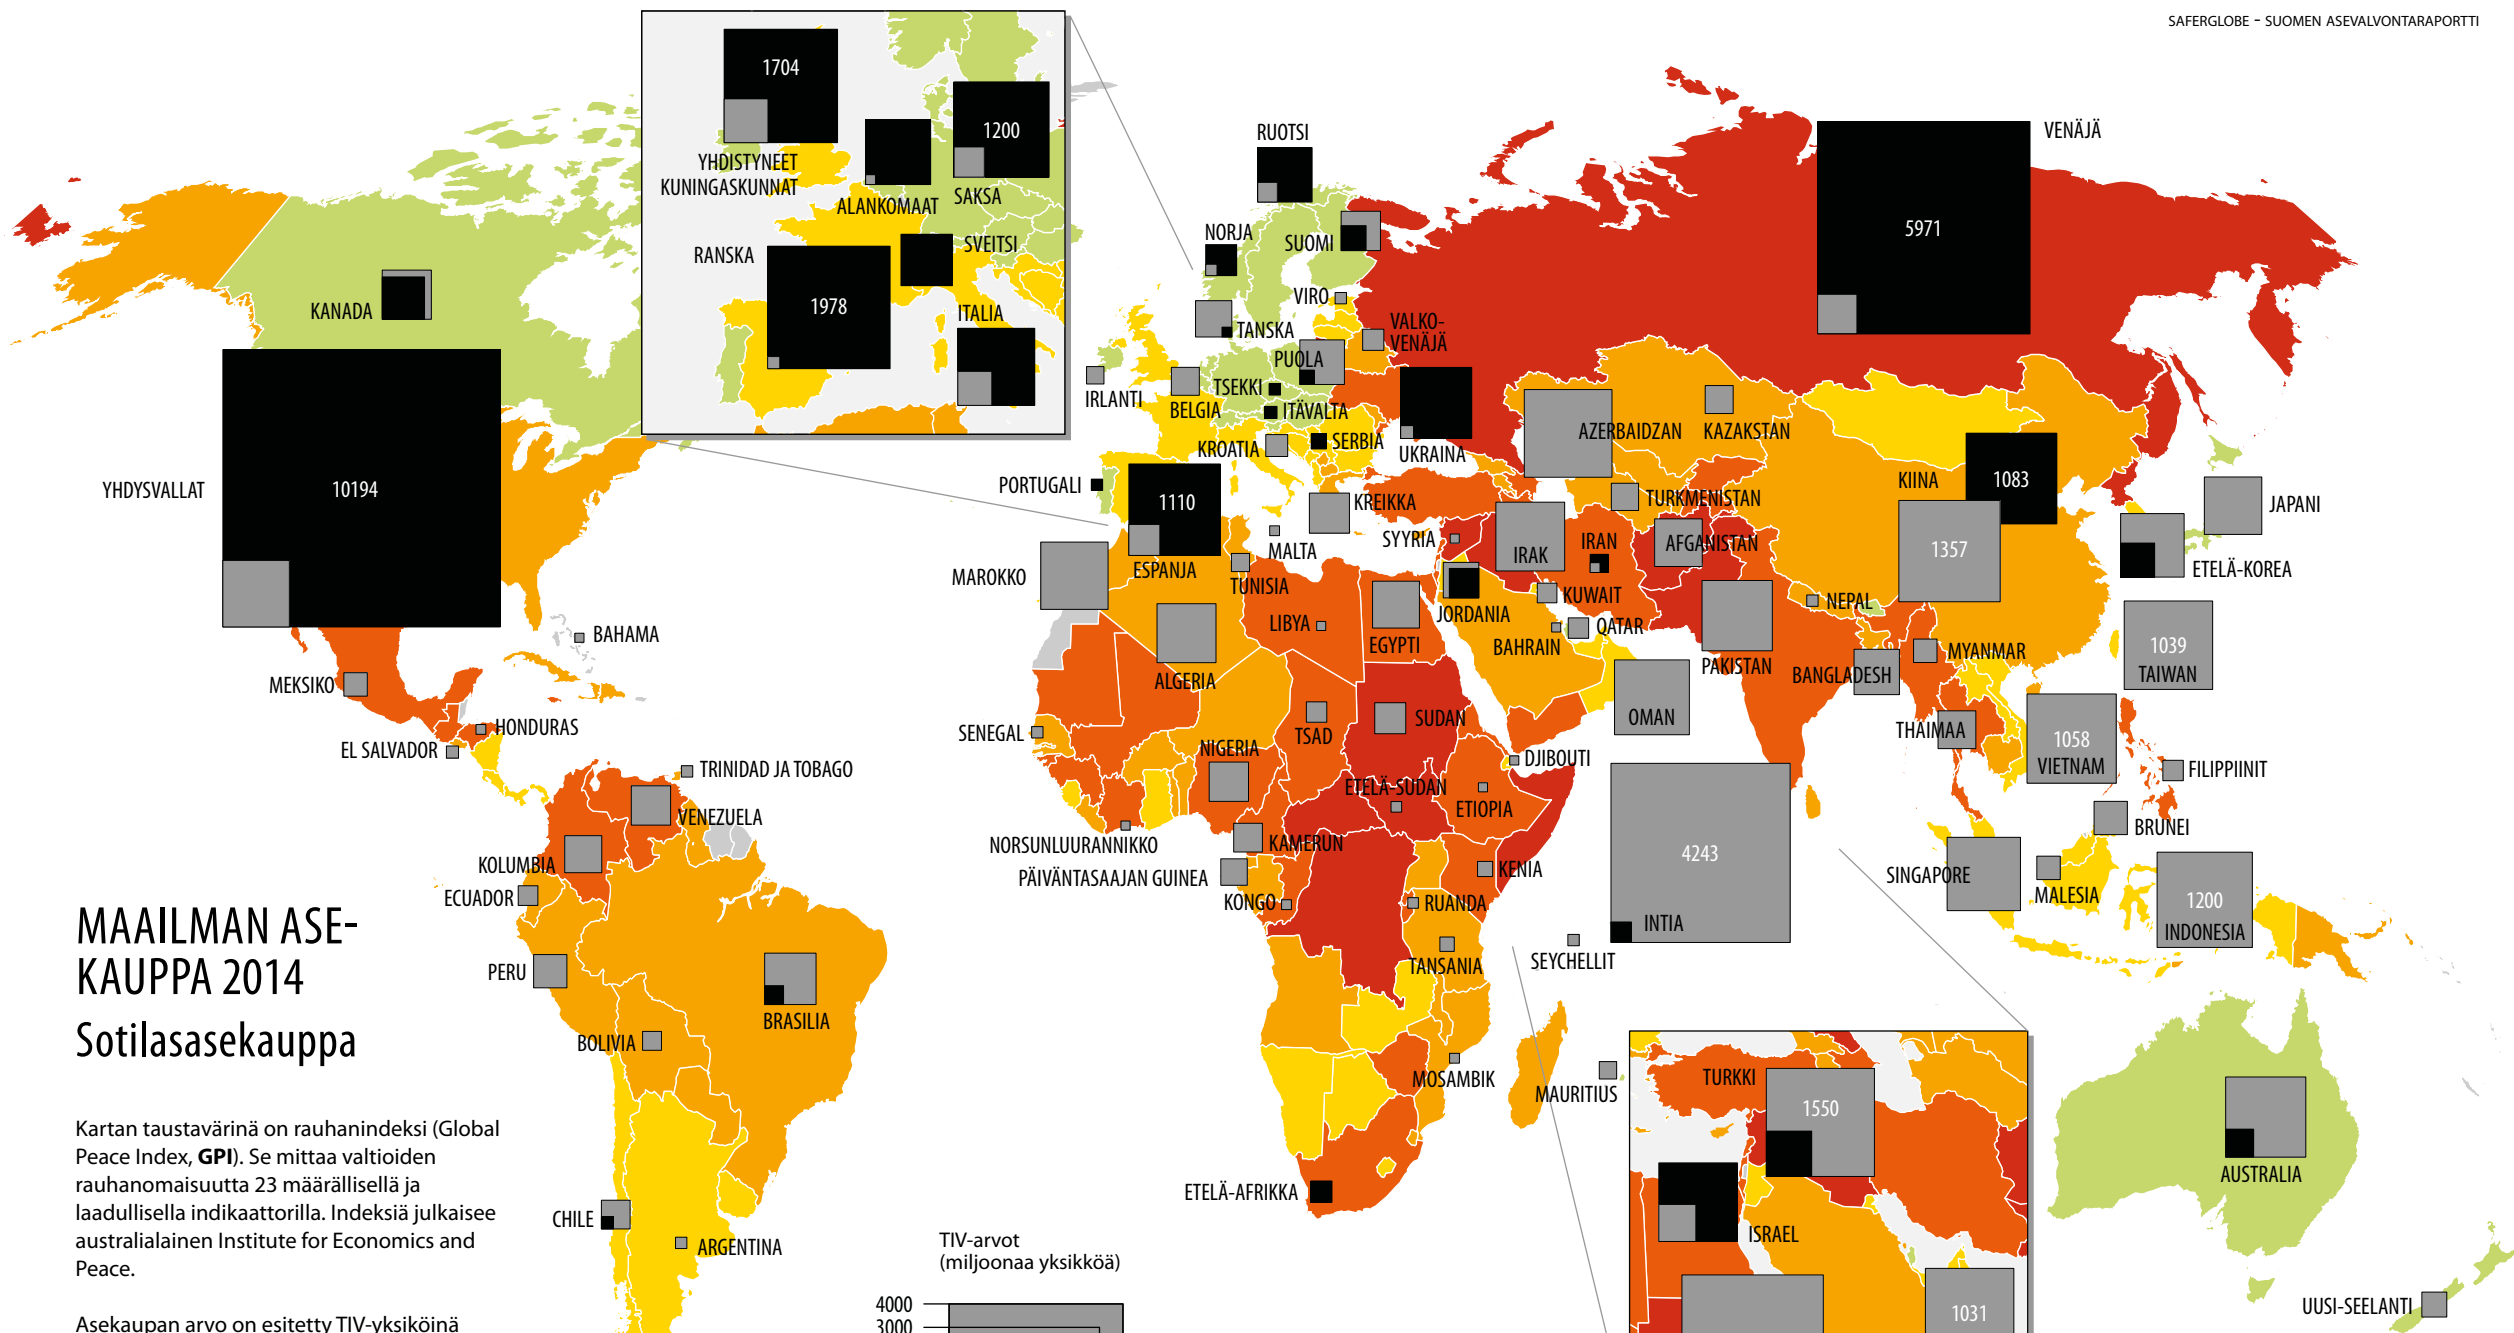 SAFERGLOBE - SUOMEN ASEVALVONTARAPORTTI
1704
YHDISTYNEET
KUNINGASKUNNAT
ALANKOMAAT
1200
SAKSA
RANSKA
1978
SVEITSI
ITALIA
KANADA
YHDYSVALLAT
10194
RUOTSI
NORJA
SUOMI
VIRO
TANSKA
VALKO-
VENÄJÄ
PUOLA
IRLANTI
BELGIA
TSEKKI
ITÄVALTA
KROATIA
SERBIA
UKRAINA
PORTUGALI
1110
ESPANJA
KREIKKA
MALTA
VENÄJÄ
5971
AZERBAIDZAN
KAZAKSTAN
TURKMENISTAN
KIINA
1083
1357
JAPANI
ETELÄ-KOREA
SYYRIA
IRAK
IRAN
AFGANISTAN
MAROKKO
TUNISIA
ALGERIA
LIBYA
EGYPTI
JORDANIA
KUWAIT
BAHRAIN
QATAR
OMAN
PAKISTAN
NEPAL
BANGLADESH
MYANMAR
1039
TAIWAN
THAIMAA
1058
VIETNAM
FILIPPIINIT
BRUNEI
SINGAPORE
MALESIA
1200
INDONESIA
4243
INTIA
BAHAMA
MEKSIKO
HONDURAS
EL SALVADOR
TRINIDAD JA TOBAGO
VENEZUELA
KOLUMBIA
ECUADOR
PERU
BRASILIA
BOLIVIA
CHILE
ARGENTINA
SENEGAL
NIGERIA
TSAD
SUDAN
DJIBOUTI
ETELÄ-SUDAN
ETIOPIA
NORSUNLUURANNIKKO
KAMERUN
PÄIVÄNTASAAJAN GUINEA
KONGO
KENIA
RUANDA
TANSANIA
SEYCHELLIT
MOSAMBIK
MAURITIUS
ETELÄ-AFRIKKA
TURKKI
1550
ISRAEL
1031
AUSTRALIA
UUSI-SEELANTI
MAAILMAN ASE-
KAUPPA 2014
Sotilasasekauppa
Kartan taustavärinä on rauhanindeksi (Global
Peace Index, GPI). Se mittaa valtioiden
rauhanomaisuutta 23 määrällisellä ja
laadullisella indikaattorilla. Indeksiä julkaisee
australialainen Institute for Economics and
Peace.
Asekaupan arvo on esitetty TIV-yksiköinä
TIV-arvot
(miljoonaa yksikköä)
4000
3000